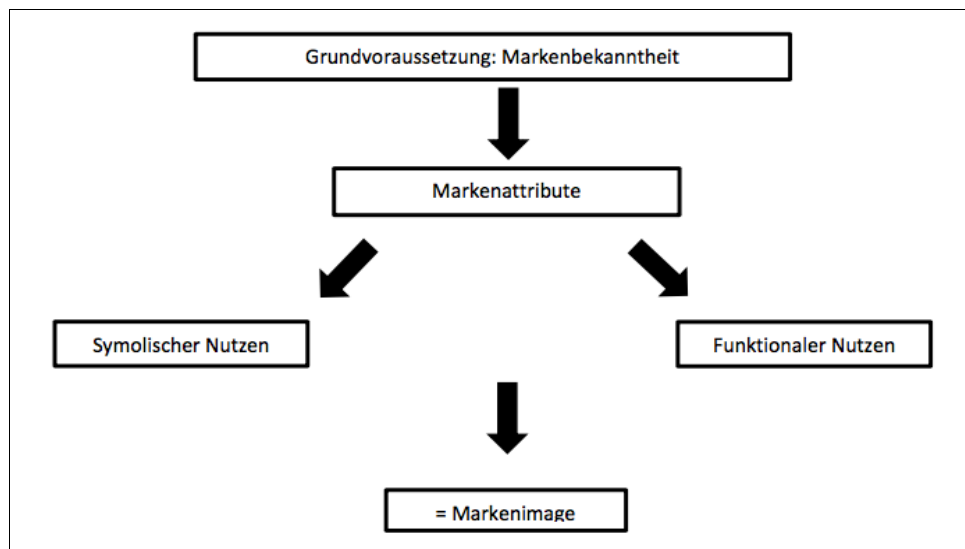 Grundvoraussetzung: Markenbekanntheit
Markenattribute
Symolischer Nutzen
Funktionaler Nutzen
= Markenimage